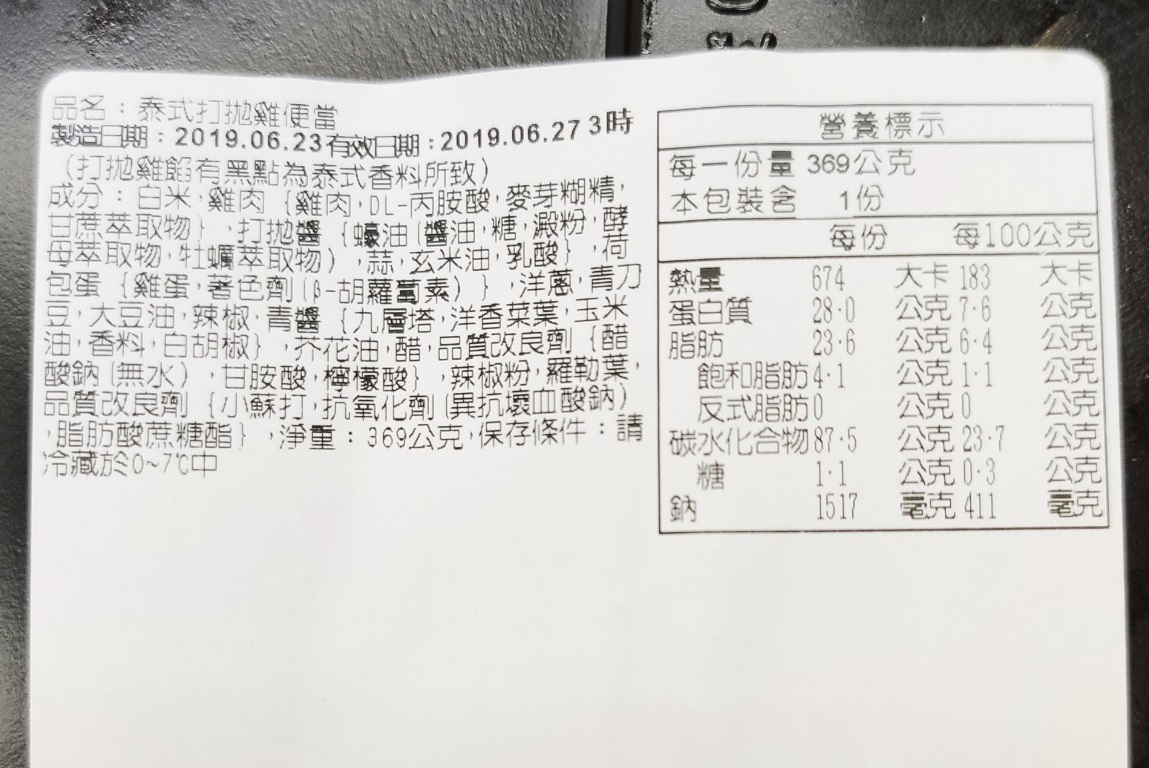 品名：泰式打拋雞便當
製造日期：2019.06.23有效日期：2019.06.27 3時
（打拋雞餡有黑點為泰式香料所致）
成分：白米，雞肉｛雞肉，DL-丙胺酸，麥芽糊精，
甘蔗萃取物｝，打拋醬｛蠔油（醬油，糖，澱粉，酵
母萃取物，牡蠣萃取物），蒜，玄米油，乳酸｝，荷
包蛋｛雞蛋，著色劑（β-胡蘿蔔素）｝，洋蔥，青刀
豆，大豆油，辣椒，青醬｛九層塔，洋香菜葉，玉米
油，香料，白胡椒｝，芥花油，醋，品質改良劑｛醋
酸鈉（無水），甘胺酸，檸檬酸｝，辣椒粉，羅勒葉，
品質改良劑｛小蘇打，抗氧化劑（異抗壞血酸鈉）
，脂肪酸蔗糖酯｝，淨重：369公克，保存條件：請
冷藏於0~7℃中
營養標示
每一份量 369公克
本包裝含 1份
每份 每100公克
熱量 674 大卡 183 大卡
蛋白質 28.0 公克 7.6 公克
脂肪 23.6 公克 6.4 公克
飽和脂肪 4.1 公克 1.1 公克
反式脂肪 0 公克 0 公克
碳水化合物 87.5 公克 23.7 公克
糖 1.1 公克 0.3 公克
鈉 1517 毫克 411 毫克